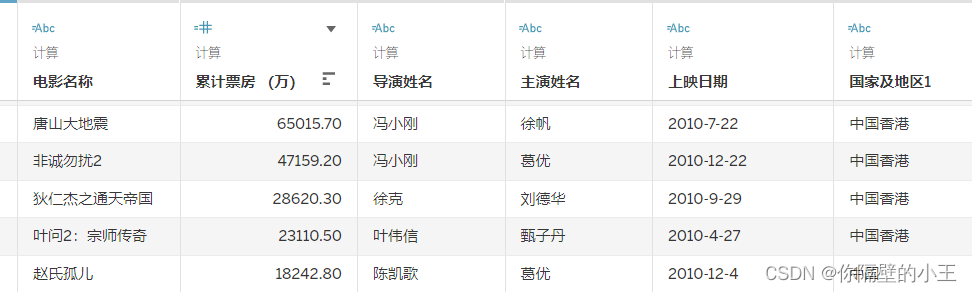 Abc Abc Abc Abc Abc
计算 计算 计算 计算 计算 计算
电影名称 累计票房 （万） 导演姓名 主演姓名 上映日期 国家及地区1
唐山大地震 65015.70 冯小刚 徐帆 2010-7-22 中国香港
非诚勿扰2 47159.20 冯小刚 葛优 2010-12-22 中国香港
狄仁杰之通天帝国 28620.30 徐克 刘德华 2010-9-29 中国香港
叶问2：宗师传奇 23110.50 叶伟信 甄子丹 2010-4-27 中国香港
赵氏孤儿 18242.80 陈凯歌 葛优 2010-12-4 中国
CSDN @你隔壁的小王